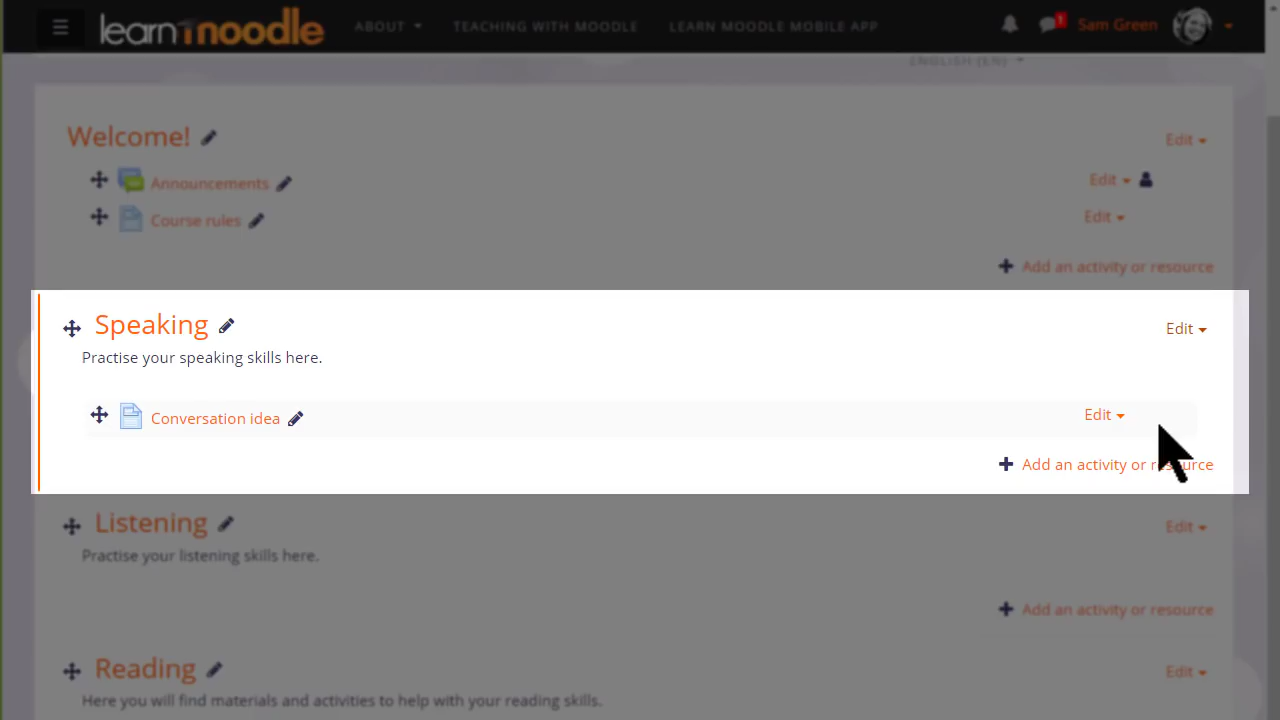 learn moodle ABOUT TEACHING WITH MOODLE LEARN MOODLE MOBILE APP 1 Sam Green
ENGLISH (EN)
Welcome! Edit
Announcements Edit
Course rules Edit
Add an activity or resource
Speaking Edit
Practise your speaking skills here.
Conversation idea Edit
Add an activity or resource
Listening Edit
Practise your listening skills here.
Add an activity or resource
Reading Edit
Here you will find materials and activities to help with your reading skills.